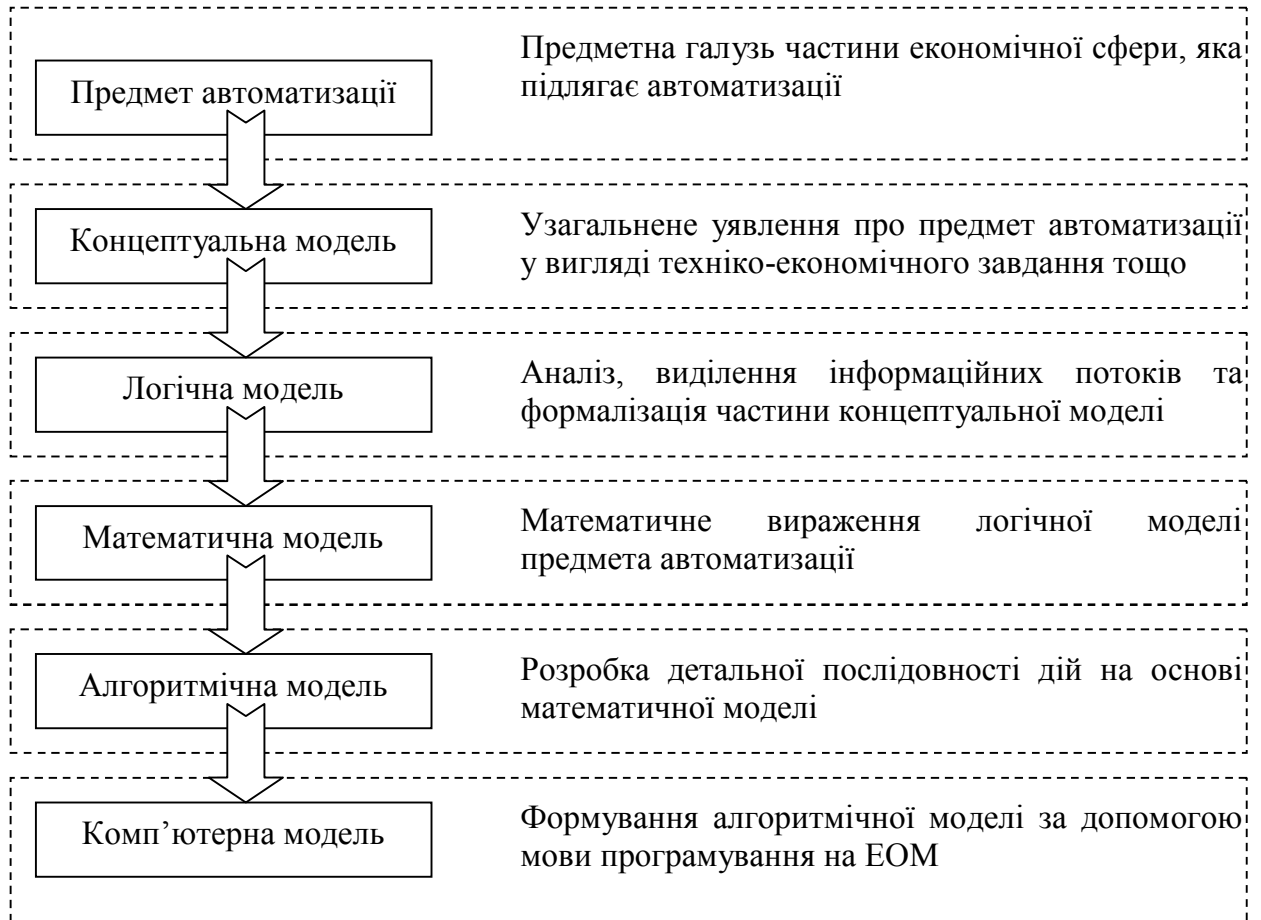 Предметна галузь частини економічної сфери, яка
Предмет автоматизації
підлягає автоматизації
Узагальнене уявлення про предмет автоматизації
Концептуальна модель
у вигляді техніко-економічного завдання тощо
Аналіз, виділення інформаційних потоків та
Логічна модель
формалізація частини концептуальної моделі
Математичне вираження логічної моделі
Математична модель
предмета автоматизації
Розробка детальної послідовності дій на основі
Алгоритмічна модель
математичної моделі
Формування алгоритмічної моделі за допомогою
Комп’ютерна модель
мови програмування на ЕОМ